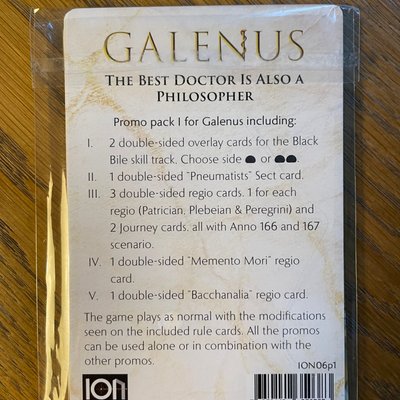 GALENUS
THE BEST DOCTOR IS ALSO A
PHILOSOPHER
Promo pack I for Galenus including:
I. 2 double-sided overlay cards for the Black
Bile skill track. Choose side or
II. 1 double-sided "Pneumatists" Sect card.
III. 3 double-sided regio cards. 1 for each
regio (Patrician, Plebeian & Peregrini) and
2 Journey cards. all with Anno 166 and 167
scenario.
IV. 1 double-sided "Memento Mori" regio
card.
V. 1 double-sided "Bacchanalia" regio card.
The game plays as normal with the modifications
seen on the included rule cards. All the promos
can be used alone or in combination with the
other promos.
ION06p1
ION